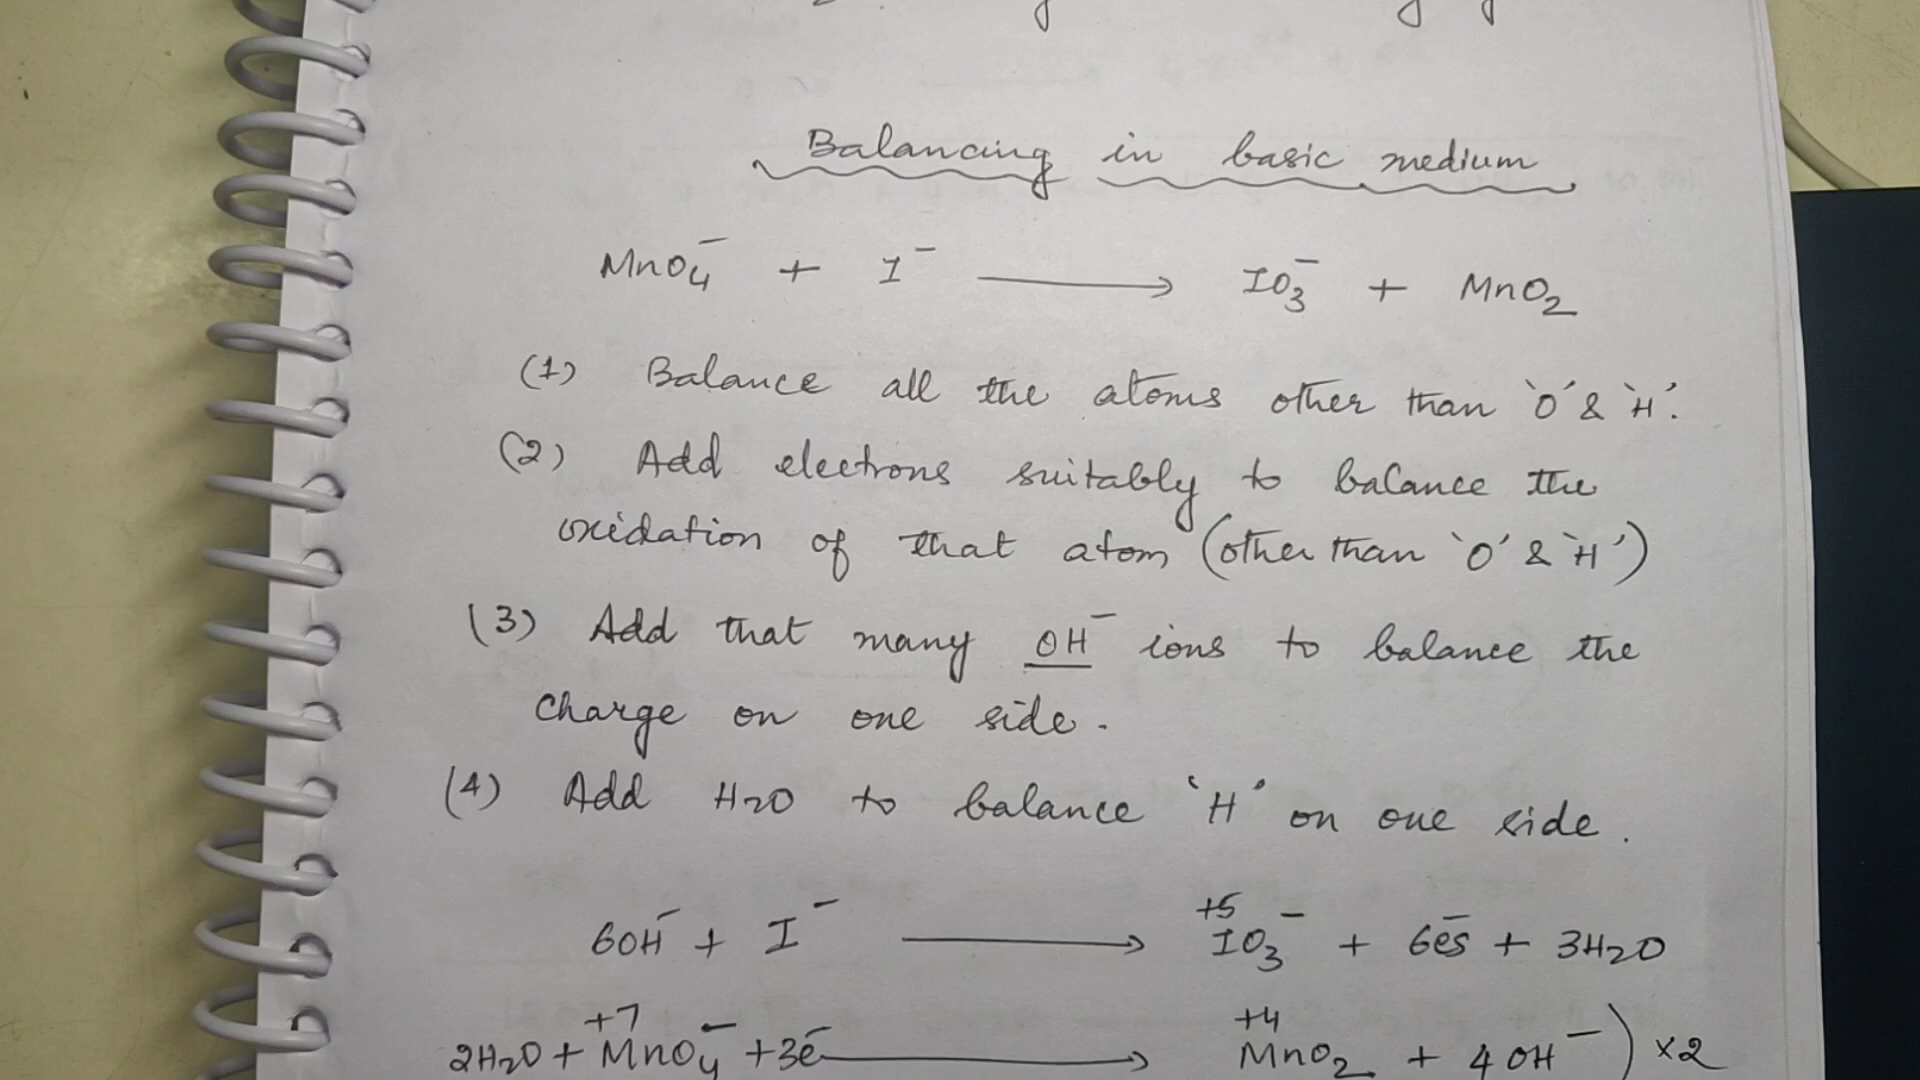 Balancing in basic medium
MnO₄⁻ + I⁻ ⟶ IO₃⁻ + MnO₂
(1) Balance all the atoms other than 'O' & 'H'.
(2) Add electrons suitably to balance the
oxidation of that atom (other than 'O' & 'H')
(3) Add that many OH⁻ ions to balance the
charge on one side.
(4) Add H₂O to balance 'H' on one side.
+5
6OH⁻ + I⁻ ⟶ IO₃⁻ + 6e⁻s + 3H₂O
+7 +4
2H₂O + MnO₄⁻ + 3e⁻ ⟶ MnO₂ + 4OH⁻) ×2